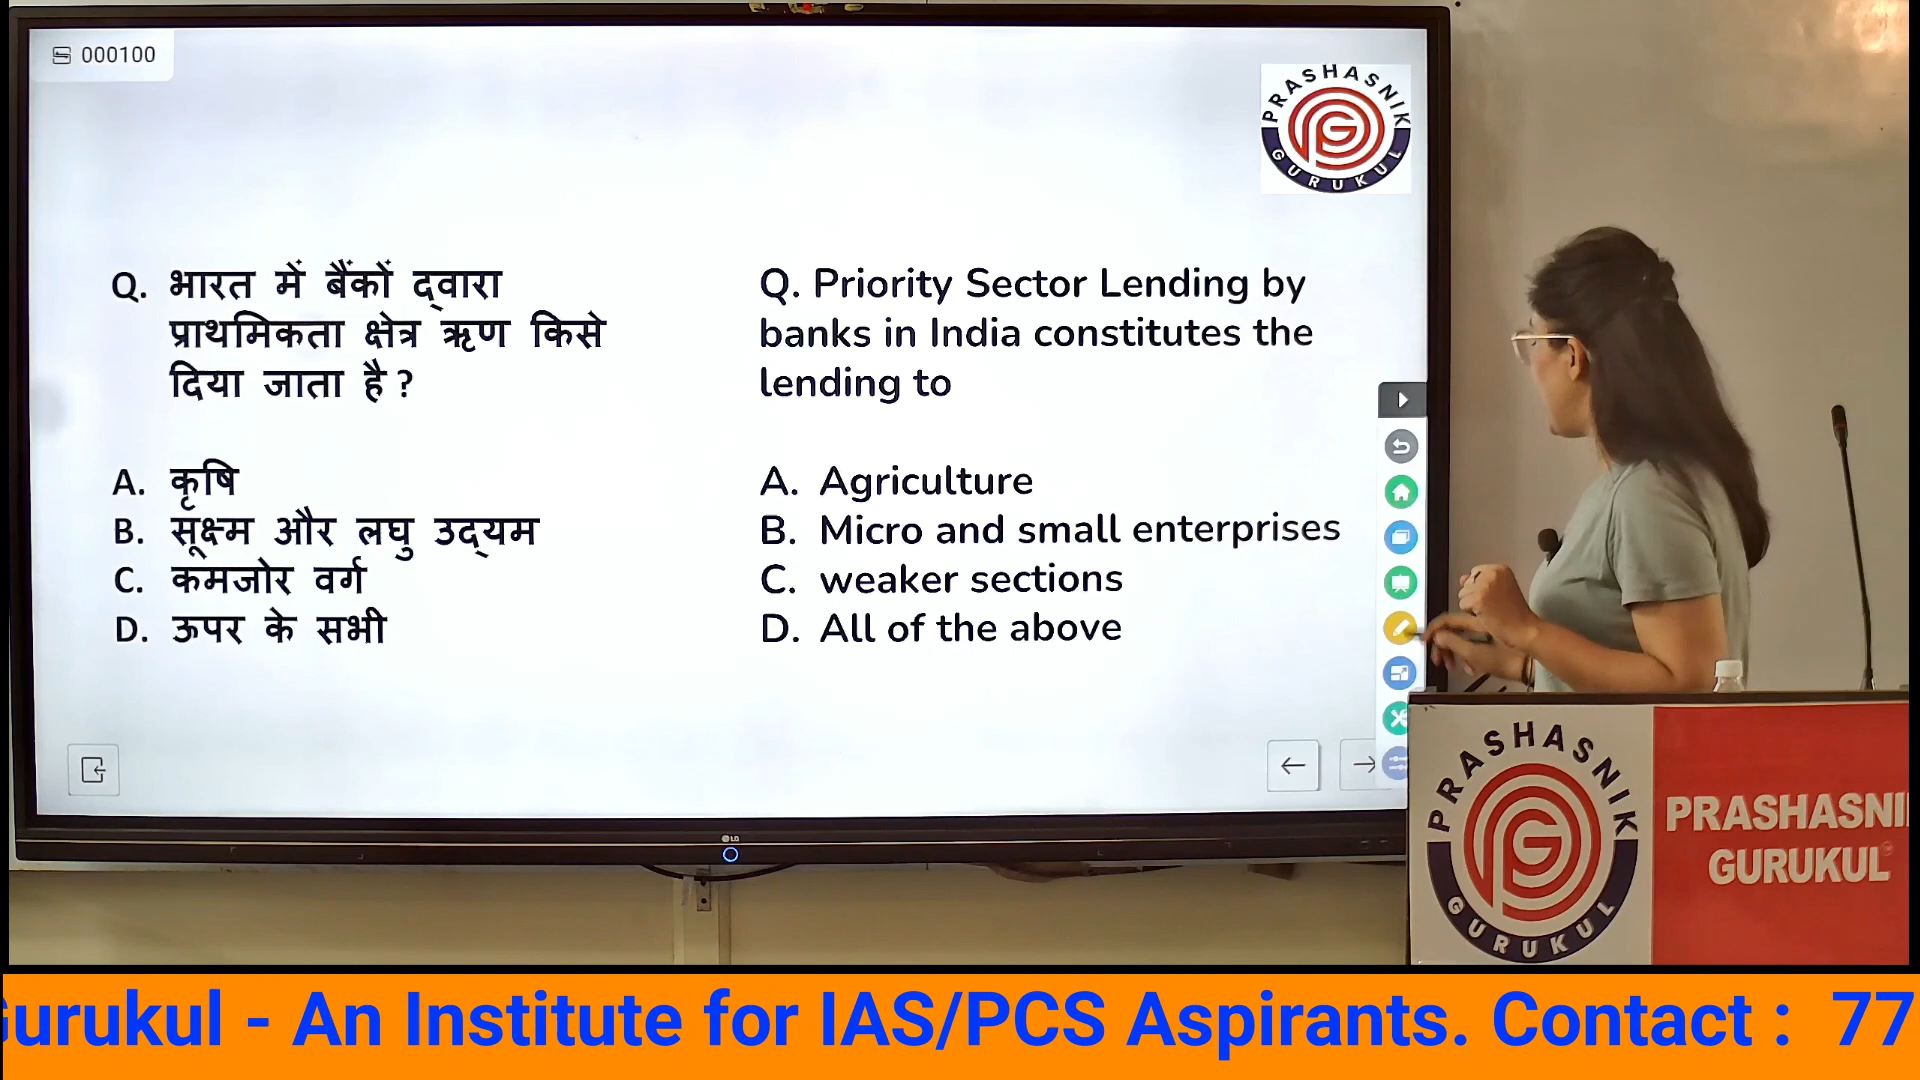 000100
PRASHASNIK
GURUKUL
Q. भारत में बैंकों द्वारा
प्राथमिकता क्षेत्र ऋण किसे
दिया जाता है ?
A. कृषि
B. सूक्ष्म और लघु उद्यम
C. कमजोर वर्ग
D. ऊपर के सभी
Q. Priority Sector Lending by
banks in India constitutes the
lending to
A. Agriculture
B. Micro and small enterprises
C. weaker sections
D. All of the above
LG
PRASHASNIK
GURUKUL
PRASHASNI
GURUKUL
urukul - An Institute for IAS/PCS Aspirants. Contact : 77